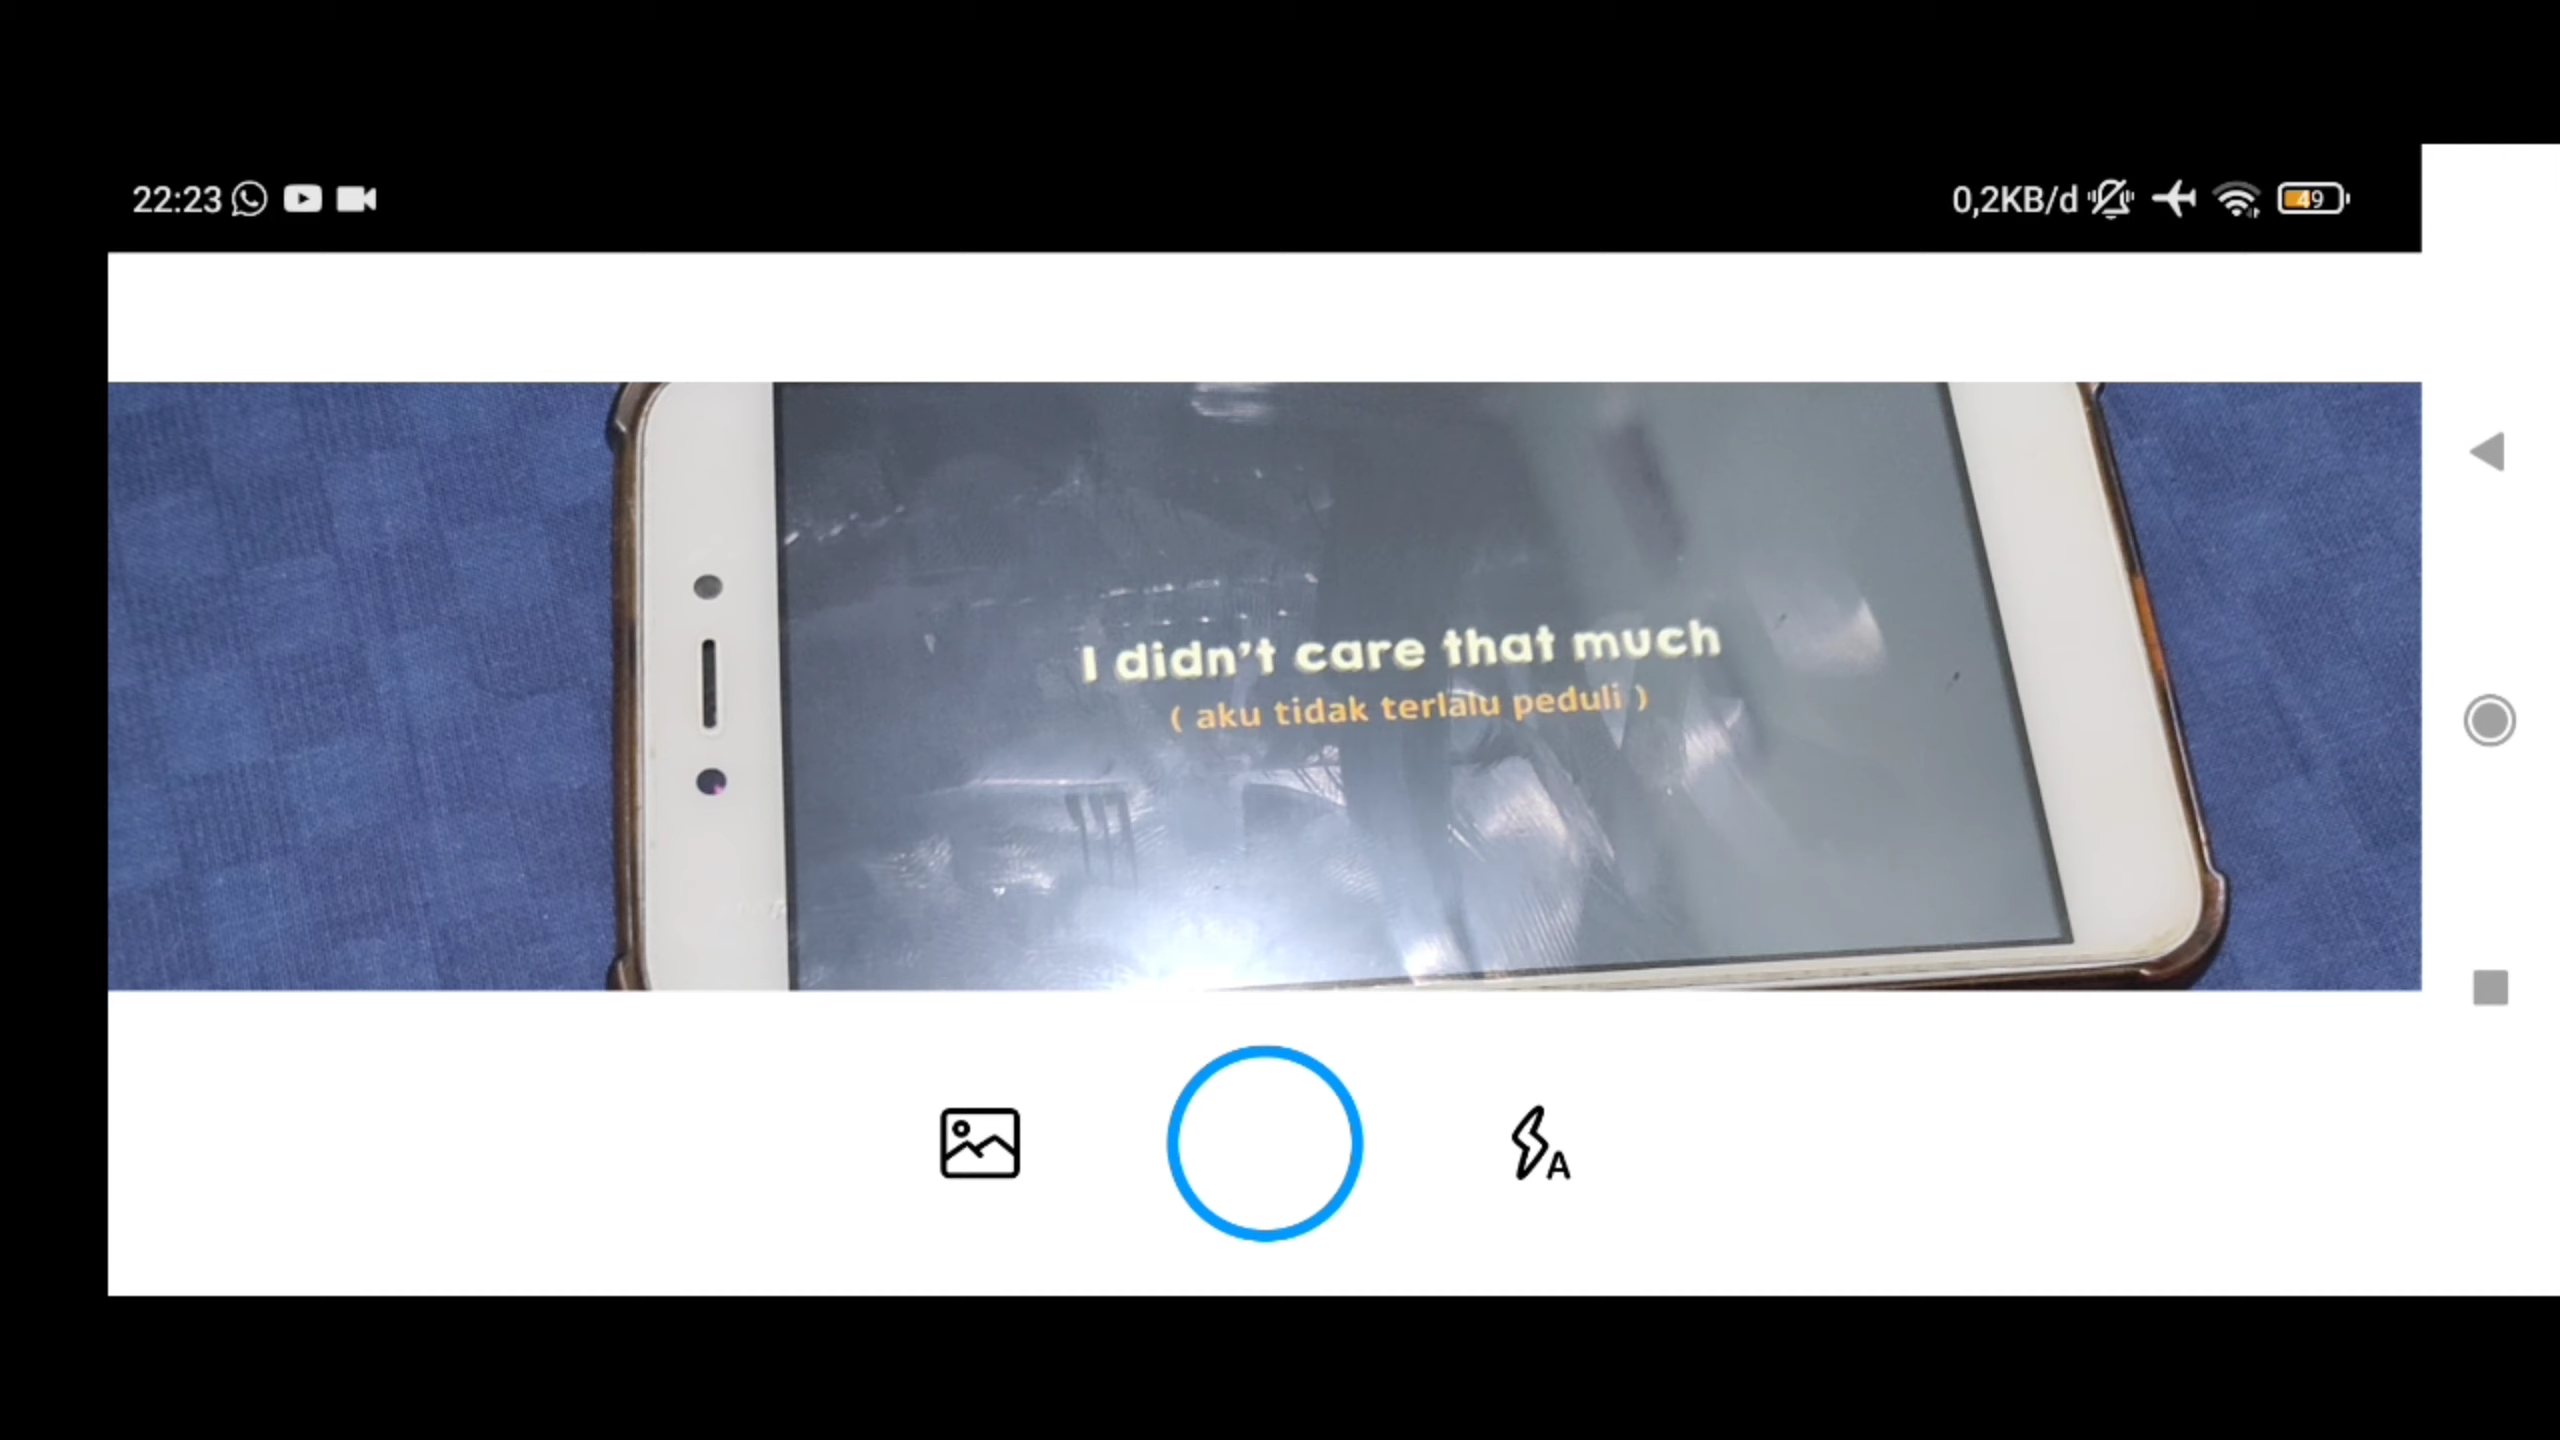 22:23
0,2KB/d
49
I didn't care that much
( aku tidak terlalu peduli )
A